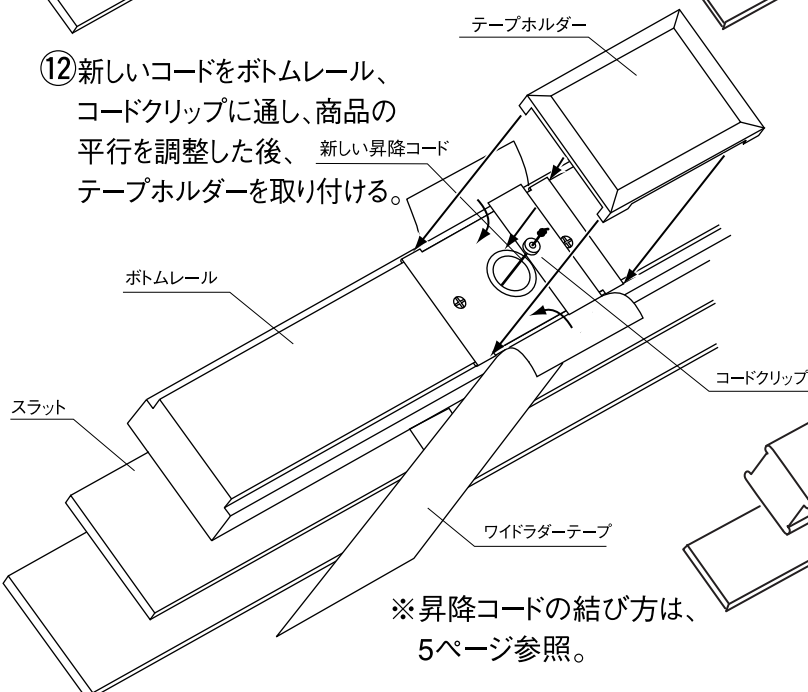 テープホルダー
⑫新しいコードをボトムレール、
コードクリップに通し、商品の
平行を調整した後、
テープホルダーを取り付ける。
新しい昇降コード
ボトムレール
コードクリップ
スラット
ワイドラダーテープ
※昇降コードの結び方は、
5ページ参照。